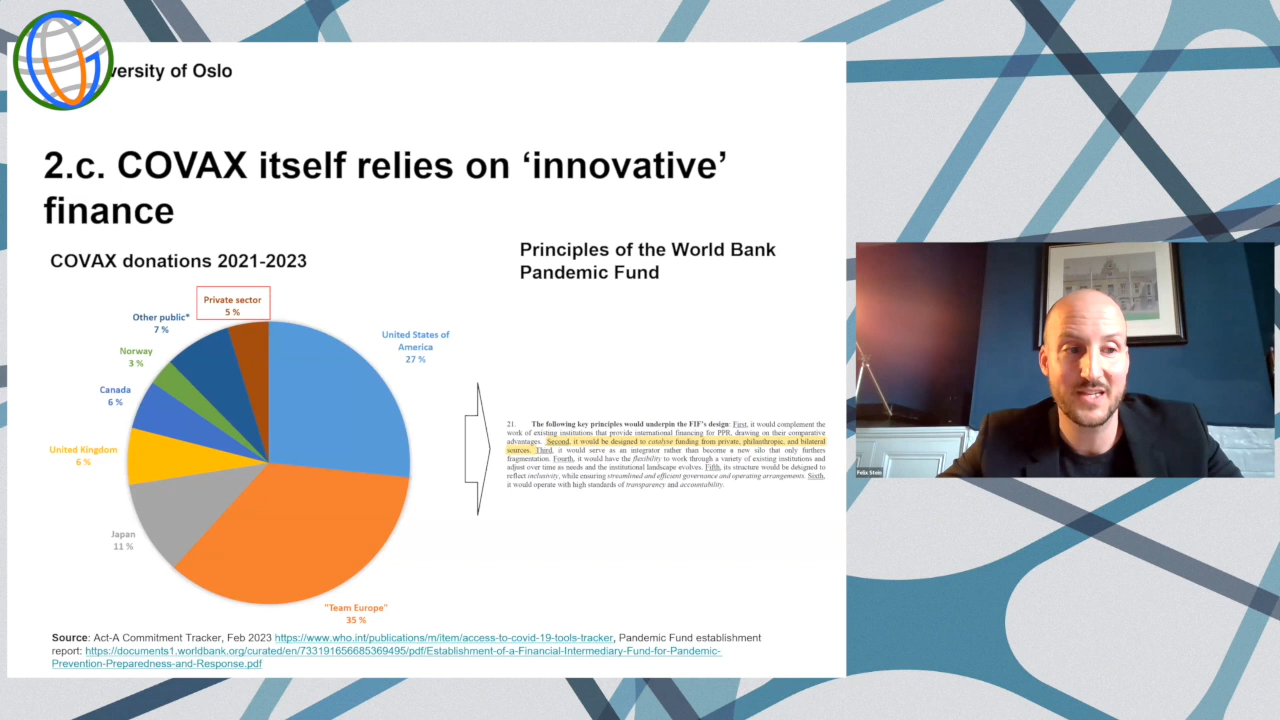 versity of Oslo
2.c. COVAX itself relies on ‘innovative’
finance
COVAX donations 2021-2023
Principles of the World Bank
Pandemic Fund
Private sector
5 %
Other public*
7 %
Norway
3 %
Canada
6 %
United Kingdom
6 %
Japan
11 %
"Team Europe"
35 %
United States of
America
27 %
21. The following key principles would underpin the FIF's design: First, it would complement the
work of existing institutions that provide international financing for PPR, drawing on their comparative
advantages. Second, it would be designed to catalyse funding from private, philanthropic, and bilateral
sources. Third, it would serve as an integrator rather than become a new silo that only furthers
fragmentation. Fourth, it would have the flexibility to work through a variety of existing institutions and
adjust over time as needs and the institutional landscape evolves. Fifth, its structure would be designed to
reflect inclusivity, while ensuring streamlined and efficient governance and operating arrangements. Sixth,
it would operate with high standards of transparency and accountability.
Source: Act-A Commitment Tracker, Feb 2023 https://www.who.int/publications/m/item/access-to-covid-19-tools-tracker, Pandemic Fund establishment
report: https://documents1.worldbank.org/curated/en/733191656685369495/pdf/Establishment-of-a-Financial-Intermediary-Fund-for-Pandemic-
Prevention-Preparedness-and-Response.pdf
Felix Stein